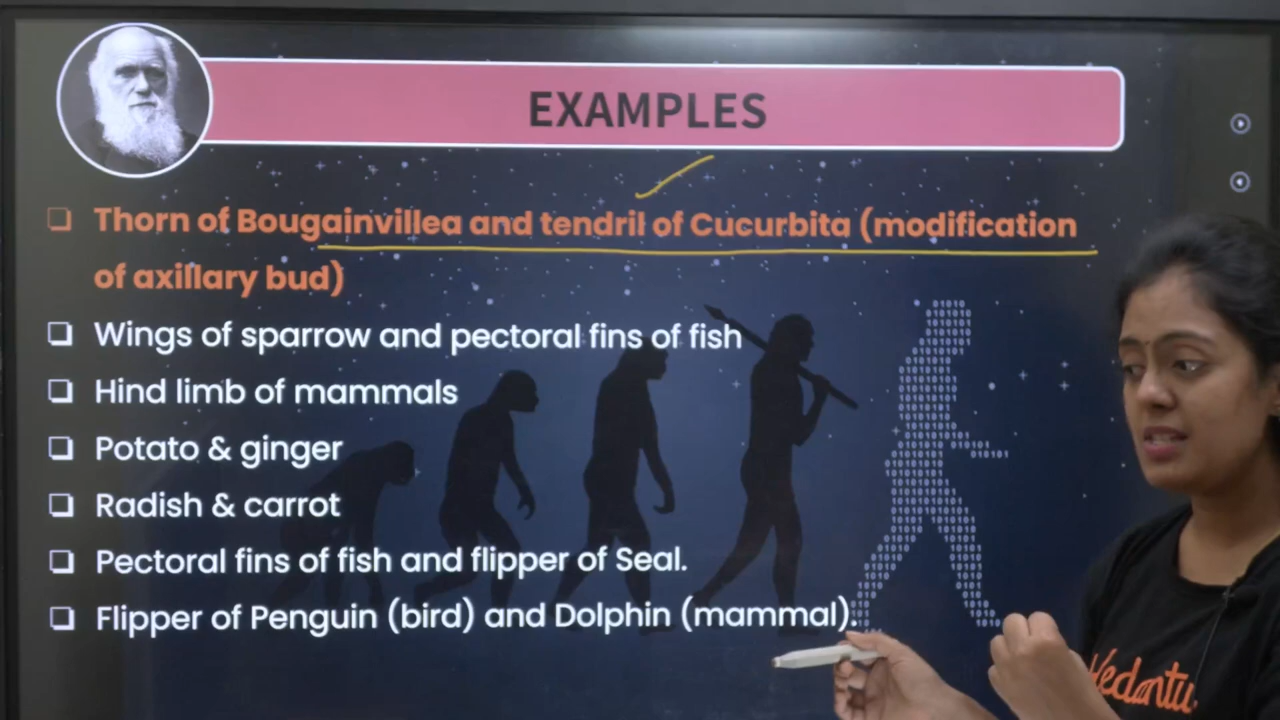 EXAMPLES
Thorn of Bougainvillea and tendril of Cucurbita (modification
of axillary bud)
Wings of sparrow and pectoral fins of fish
Hind limb of mammals
Potato & ginger
Radish & carrot
Pectoral fins of fish and flipper of Seal.
Flipper of Penguin (bird) and Dolphin (mammal).
Vedantu